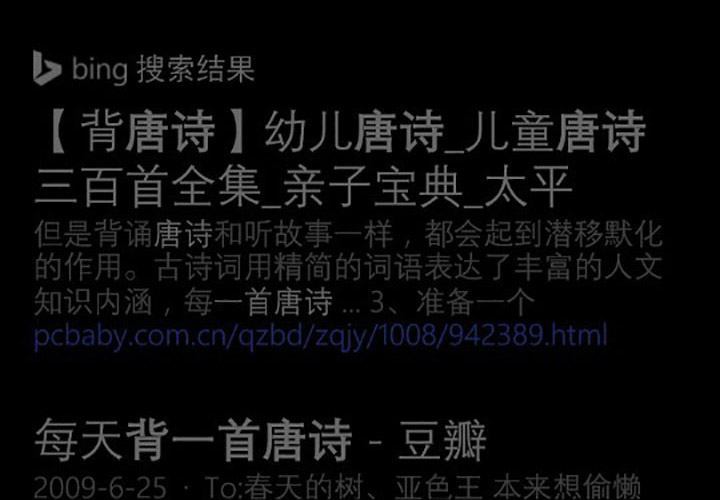 bing 搜索结果
【背唐诗】幼儿唐诗_儿童唐诗
三百首全集_亲子宝典_太平
但是背诵唐诗和听故事一样，都会起到潜移默化
的作用。古诗词用精简的词语表达了丰富的人文
知识内涵，每一首唐诗 ... 3、准备一个
pcbaby.com.cn/qzbd/zqjy/1008/942389.html
每天背一首唐诗 - 豆瓣
2009-6-25 · To:春天的树、亚色王 本来想偷懒